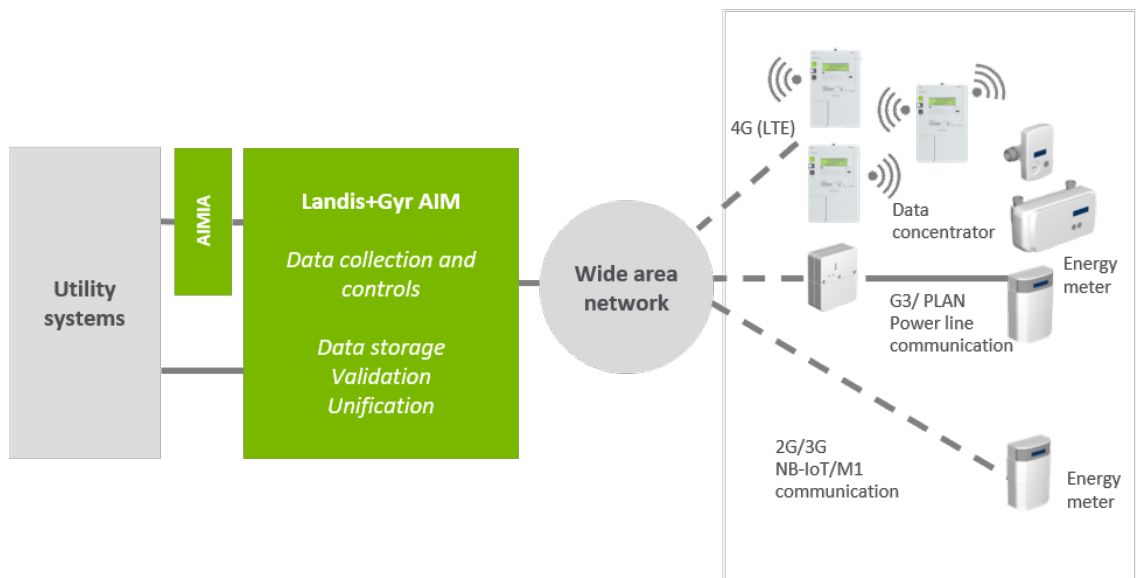 Utility
systems
AIMIA
Landis+Gyr AIM
Data collection and
controls
Data storage
Validation
Unification
Wide area
network
4G (LTE)
Data
concentrator
Energy
meter
G3/ PLAN
Power line
communication
2G/3G
NB-IoT/M1
communication
Energy
meter